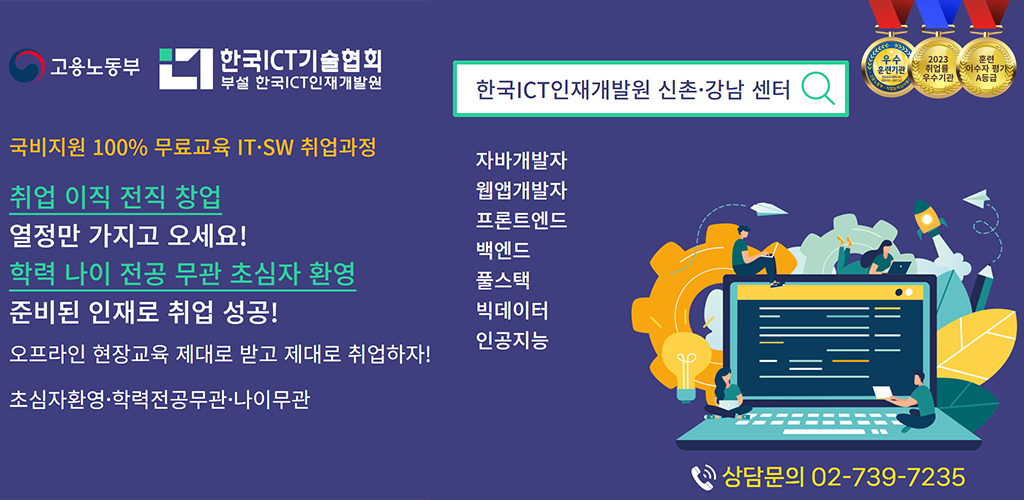 고용노동부
한국ICT기술협회
부설 한국ICT인재개발원
국비지원 100% 무료교육 IT·SW 취업과정
취업 이직 전직 창업
열정만 가지고 오세요!
학력 나이 전공 무관 초심자 환영
준비된 인재로 취업 성공!
오프라인 현장교육 제대로 받고 제대로 취업하자!
초심자환영·학력전공무관·나이무관
한국ICT인재개발원 신촌·강남 센터
자바개발자
웹앱개발자
프론트엔드
백엔드
풀스택
빅데이터
인공지능
우수
훈련기관
2023
취업률
우수기관
훈련
이수자 평가
A등급
상담문의 02-739-7235